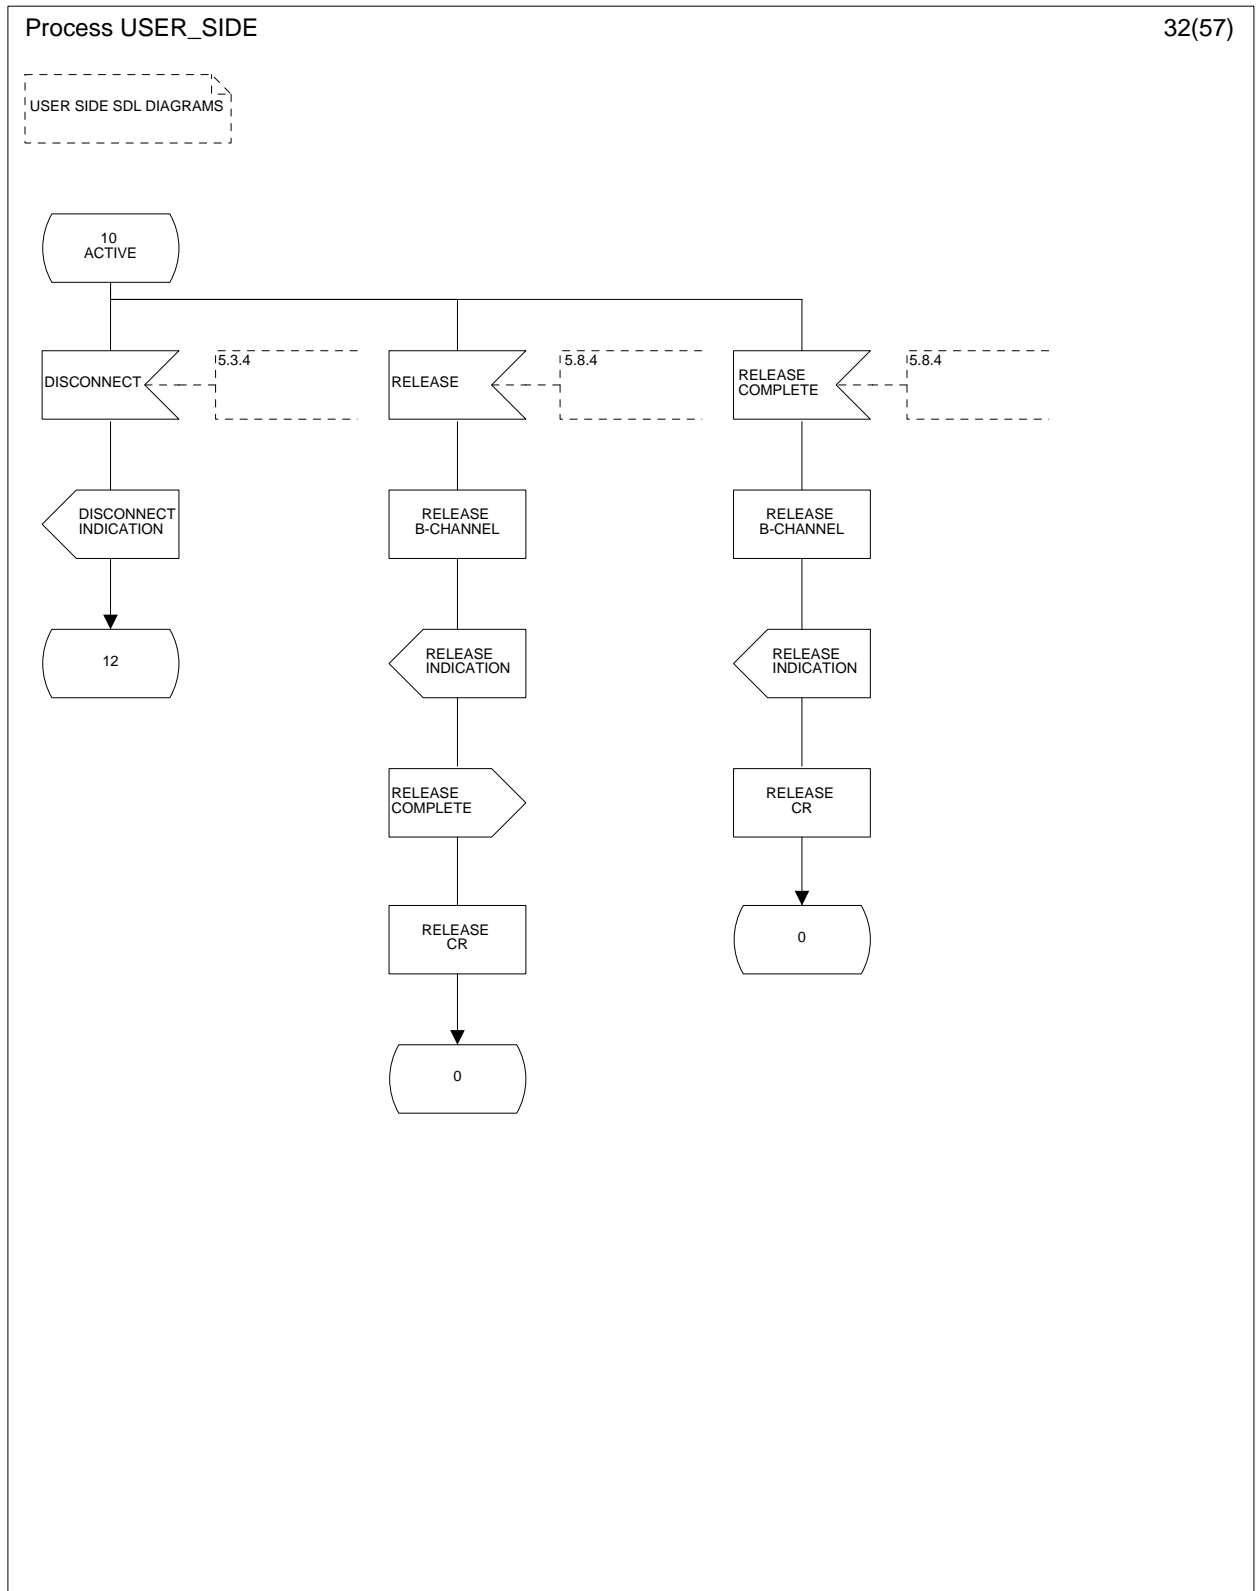 Process USER_SIDE
32(57)
USER SIDE SDL DIAGRAMS
10
ACTIVE
DISCONNECT
5.3.4
RELEASE
5.8.4
RELEASE
COMPLETE
5.8.4
DISCONNECT
INDICATION
RELEASE
B-CHANNEL
RELEASE
B-CHANNEL
12
RELEASE
INDICATION
RELEASE
INDICATION
RELEASE
COMPLETE
RELEASE
CR
RELEASE
CR
0
0